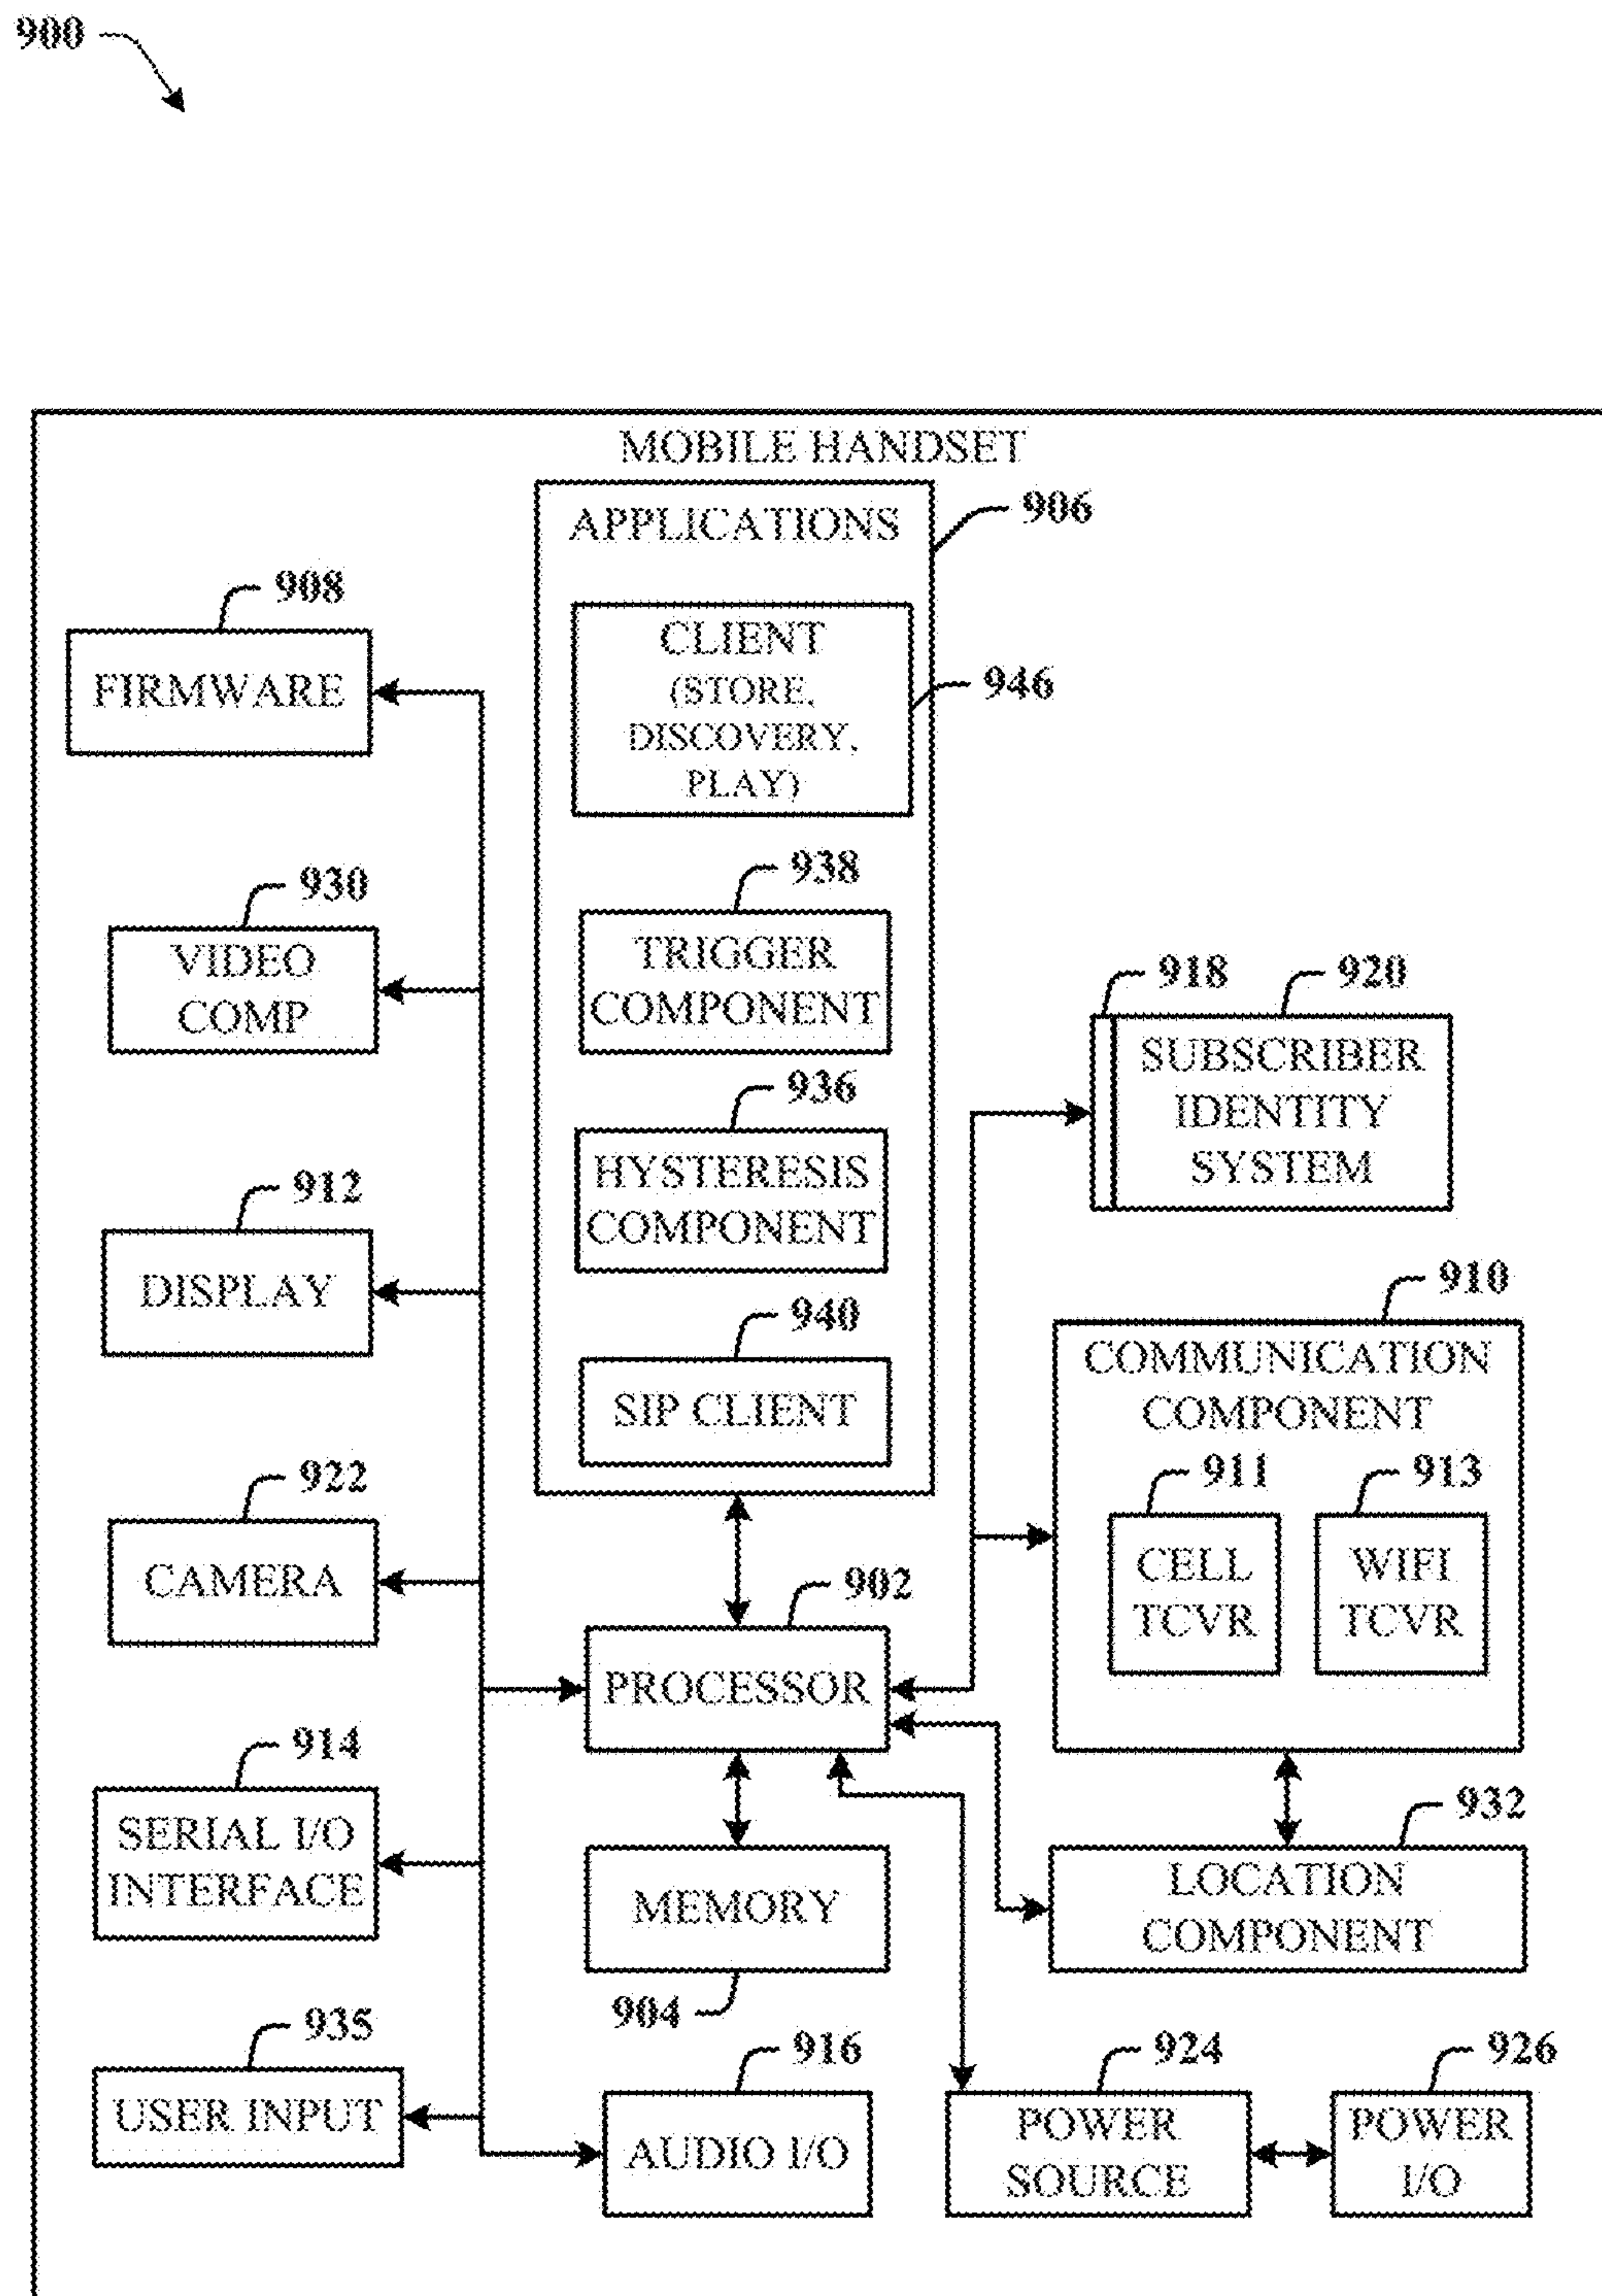 900
MOBILE HANDSET
906
APPLICATIONS
908
FIRMWARE
CLIENT
(STORE,
DISCOVERY,
PLAY)
946
930
VIDEO
COMP
938
TRIGGER
COMPONENT
918
920
SUBSCRIBER
IDENTITY
SYSTEM
936
HYSTERESIS
COMPONENT
912
DISPLAY
940
SIP CLIENT
910
COMMUNICATION
COMPONENT
911
913
CELL
TCVR
WIFI
TCVR
922
CAMERA
902
PROCESSOR
914
SERIAL I/O
INTERFACE
MEMORY
904
932
LOCATION
COMPONENT
935
USER INPUT
916
AUDIO I/O
924
POWER
SOURCE
926
POWER
I/O